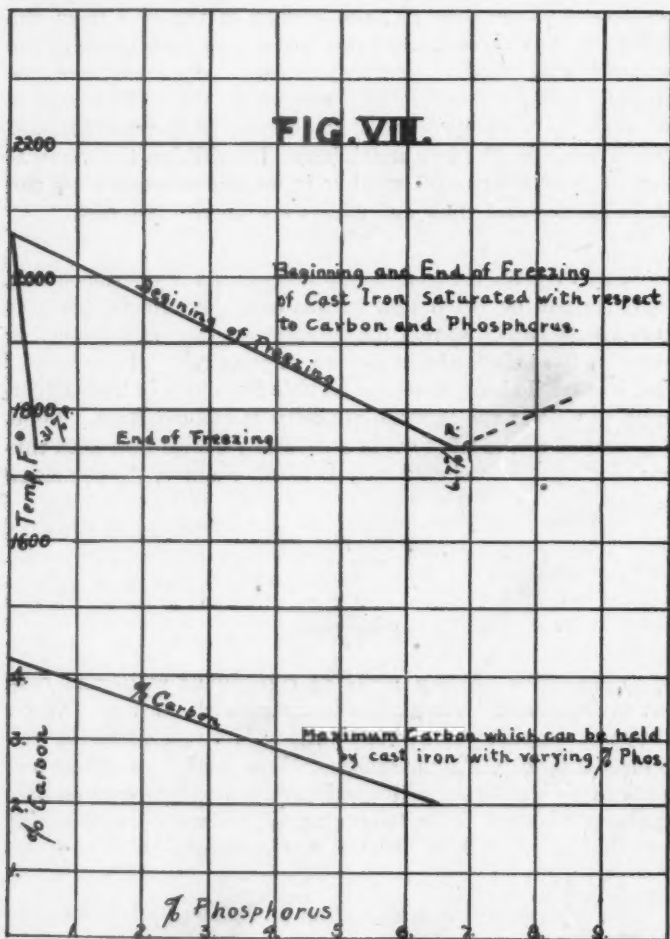 FIG VIII.
2200
2000
Begining of Freezing
Beginning and End of Freezing
of Cast Iron Saturated with respect
to Carbon and Phosphorus.
1800
End of Freezing
6.7% P.
Temp. F°
1600
4.
% Carbon
3.
Maximum Carbon which can be held
by cast iron with varying % Phos.
2.
% Carbon
1.
% Phosphorus
1. 2. 3. 4. 5. 6. 7. 8. 9.